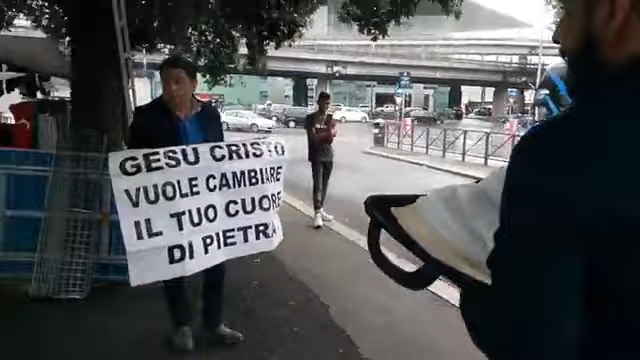 GESU CRISTO
VUOLE CAMBIARE
IL TUO CUORE
DI PIETRA